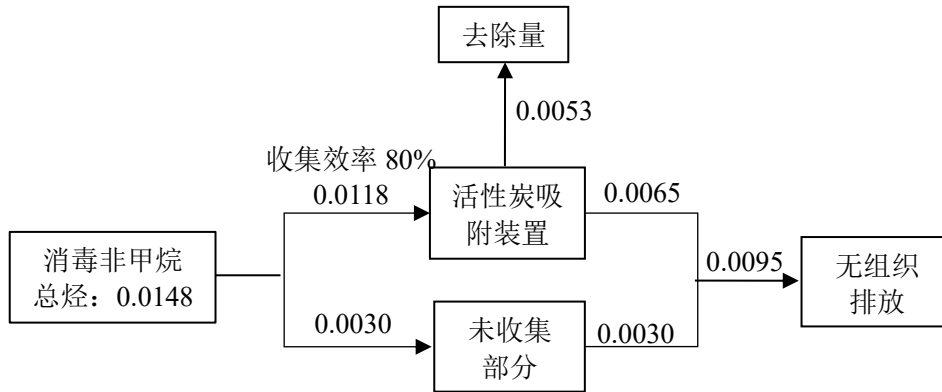 去除量
0.0053
收集效率 80%
0.0118
活性炭吸
附装置
0.0065
消毒非甲烷
总烃：0.0148
0.0095
无组织
排放
0.0030
未收集
部分
0.0030